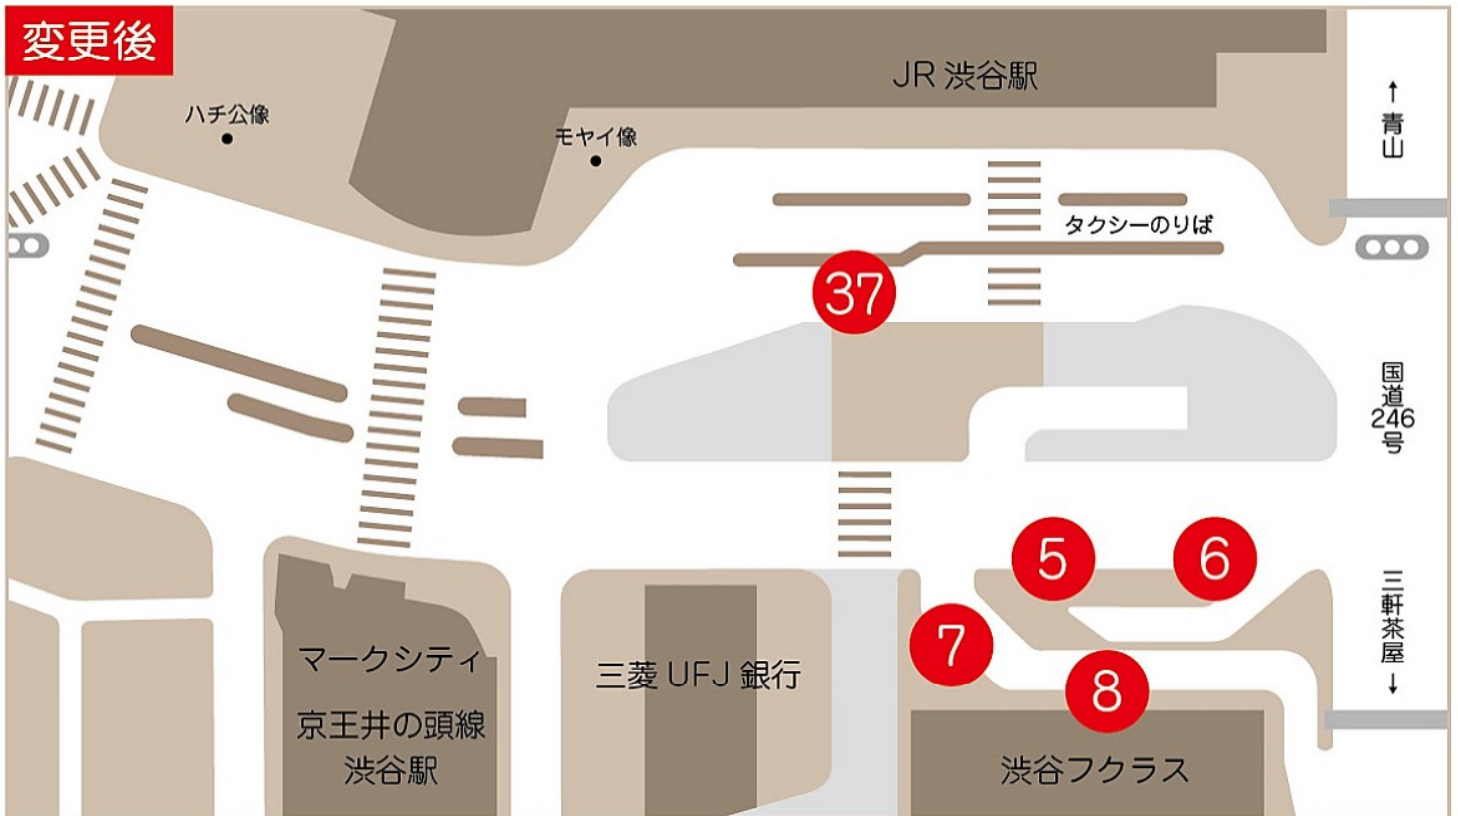 変更後
JR 渋谷駅
ハチ公像
モヤイ像
↑青山
タクシーのりば
37
国道246号
5
6
7
8
三軒茶屋↓
マークシティ
京王井の頭線
渋谷駅
三菱 UFJ 銀行
渋谷フクラス